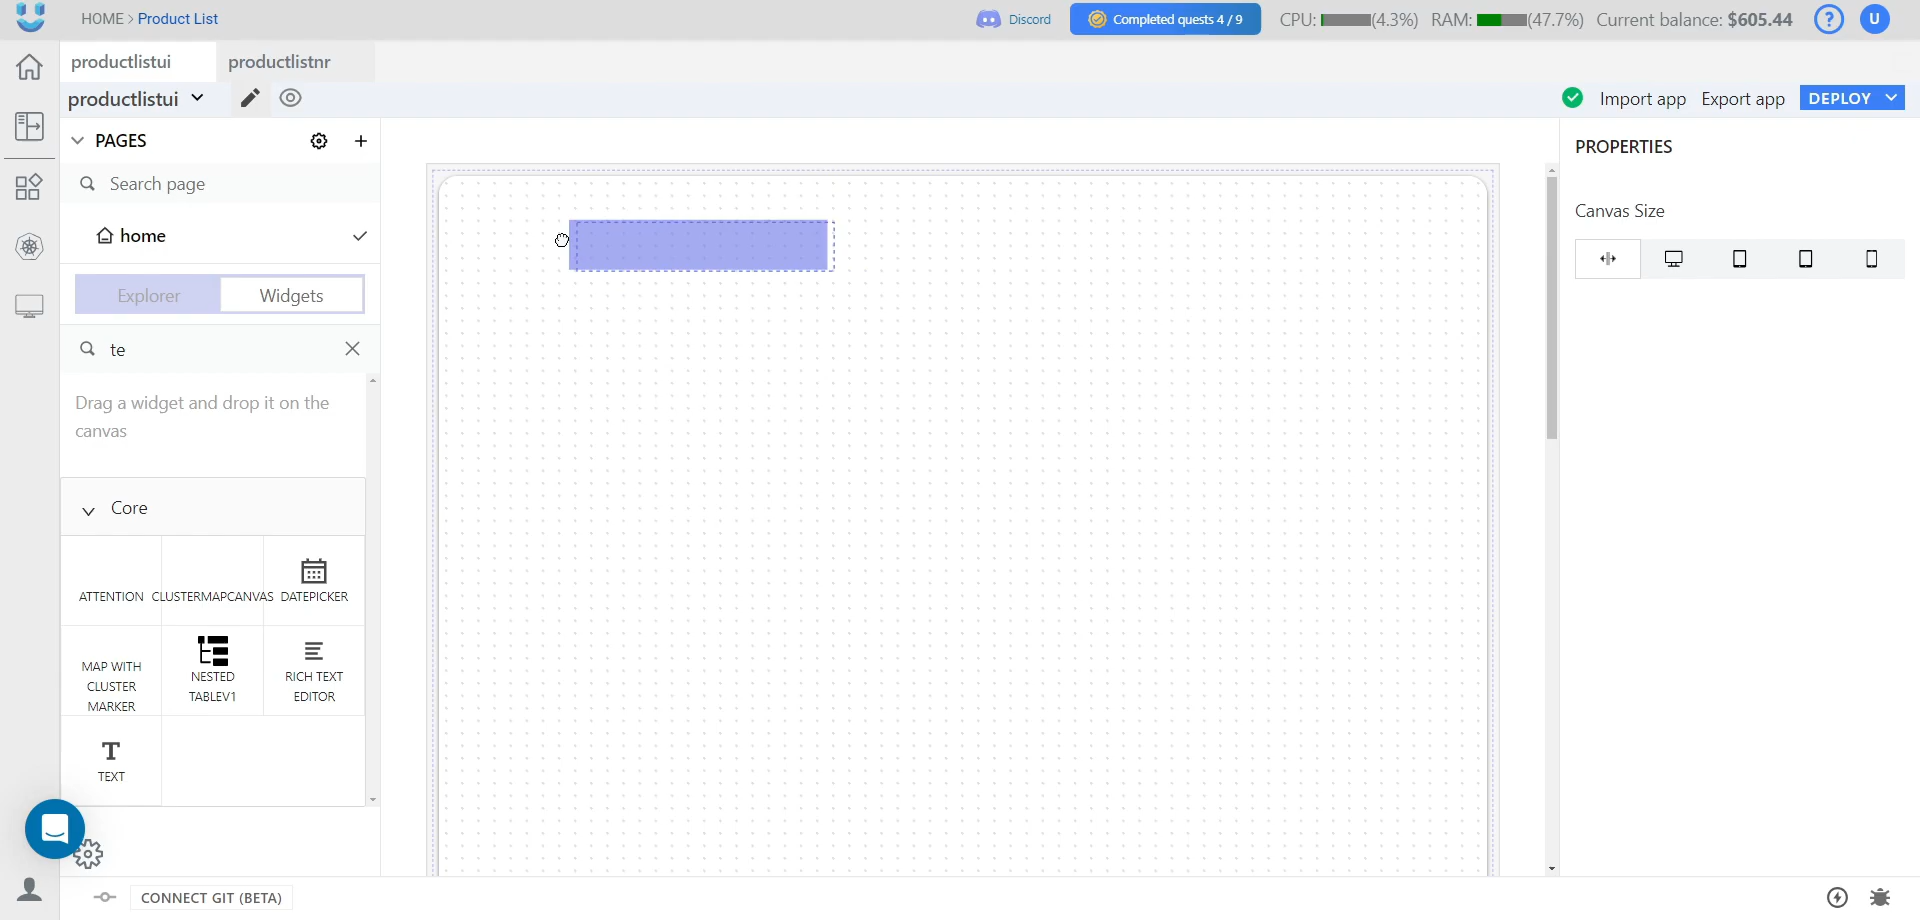 HOME > Product List
Discord
Completed quests 4 / 9
CPU: (4.3%) RAM: (47.7%) Current balance: $605.44
?
U
productlistui
productlistnr
productlistui
Import app
Export app
DEPLOY
PAGES
Search page
home
Explorer
Widgets
te
Drag a widget and drop it on the
canvas
Core
ATTENTION
CLUSTERMAPCANVAS
DATEPICKER
MAP WITH
CLUSTER
MARKER
NESTED
TABLEV1
RICH TEXT
EDITOR
T
TEXT
CONNECT GIT (BETA)
PROPERTIES
Canvas Size